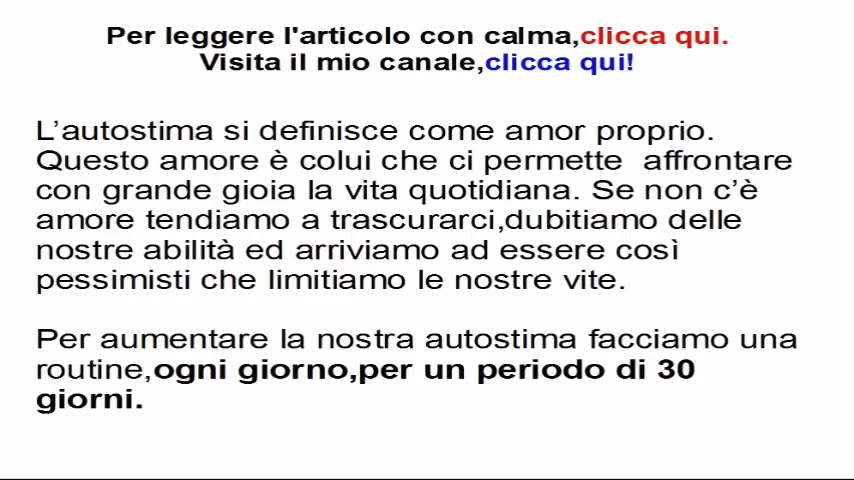 Per leggere l'articolo con calma,clicca qui.
Visita il mio canale,clicca qui!
L’autostima si definisce come amor proprio.
Questo amore è colui che ci permette  affrontare
con grande gioia la vita quotidiana. Se non c’è
amore tendiamo a trascurarci,dubitiamo delle
nostre abilità ed arriviamo ad essere così
pessimisti che limitiamo le nostre vite.
Per aumentare la nostra autostima facciamo una
routine,ogni giorno,per un periodo di 30
giorni.